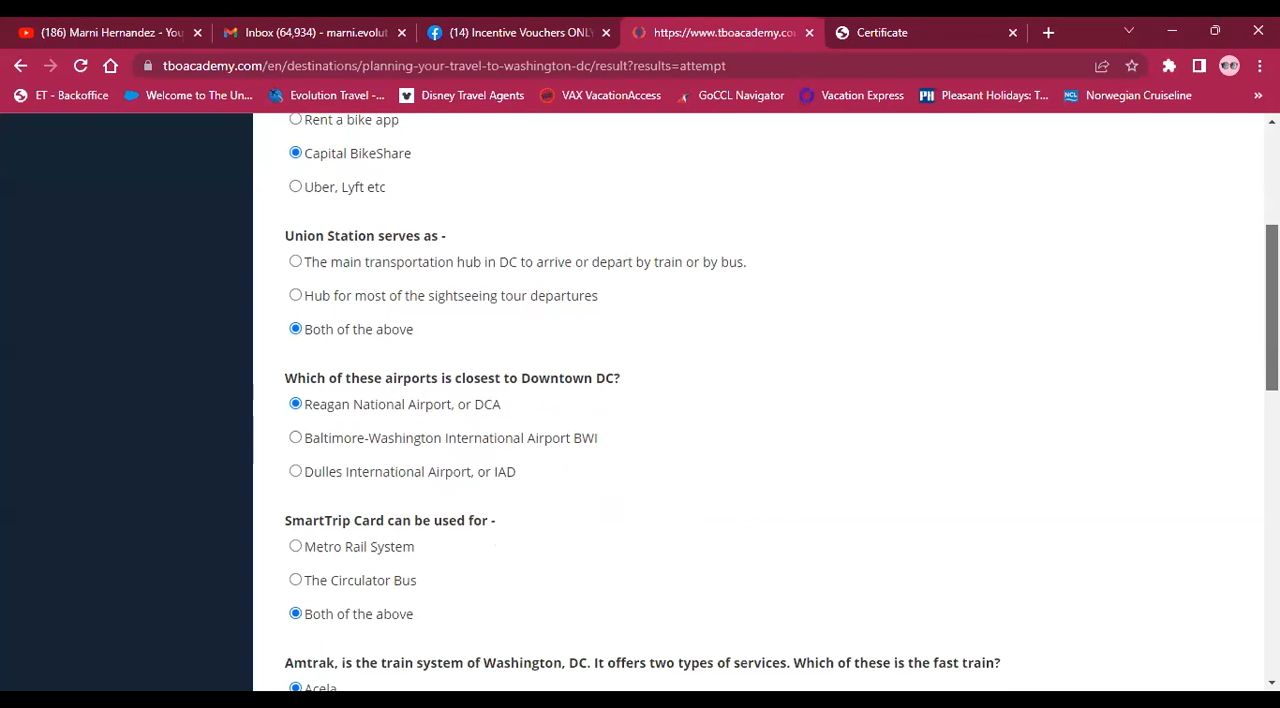 (186) Marni Hernandez - You
Inbox (64,934) - marni.evolut
(14) Incentive Vouchers ONL
https://www.tboacademy.co
Certificate
tboacademy.com/en/destinations/planning-your-travel-to-washington-dc/result?results=attempt
ET - Backoffice
Welcome to The Un...
Evolution Travel -...
Disney Travel Agents
VAX VacationAccess
GoCCL Navigator
Vacation Express
PH Pleasant Holidays: T...
NCL Norwegian Cruiseline
»
Rent a bike app
Capital BikeShare
Uber, Lyft etc
Union Station serves as -
The main transportation hub in DC to arrive or depart by train or by bus.
Hub for most of the sightseeing tour departures
Both of the above
Which of these airports is closest to Downtown DC?
Reagan National Airport, or DCA
Baltimore-Washington International Airport BWI
Dulles International Airport, or IAD
SmartTrip Card can be used for -
Metro Rail System
The Circulator Bus
Both of the above
Amtrak, is the train system of Washington, DC. It offers two types of services. Which of these is the fast train?
Acela